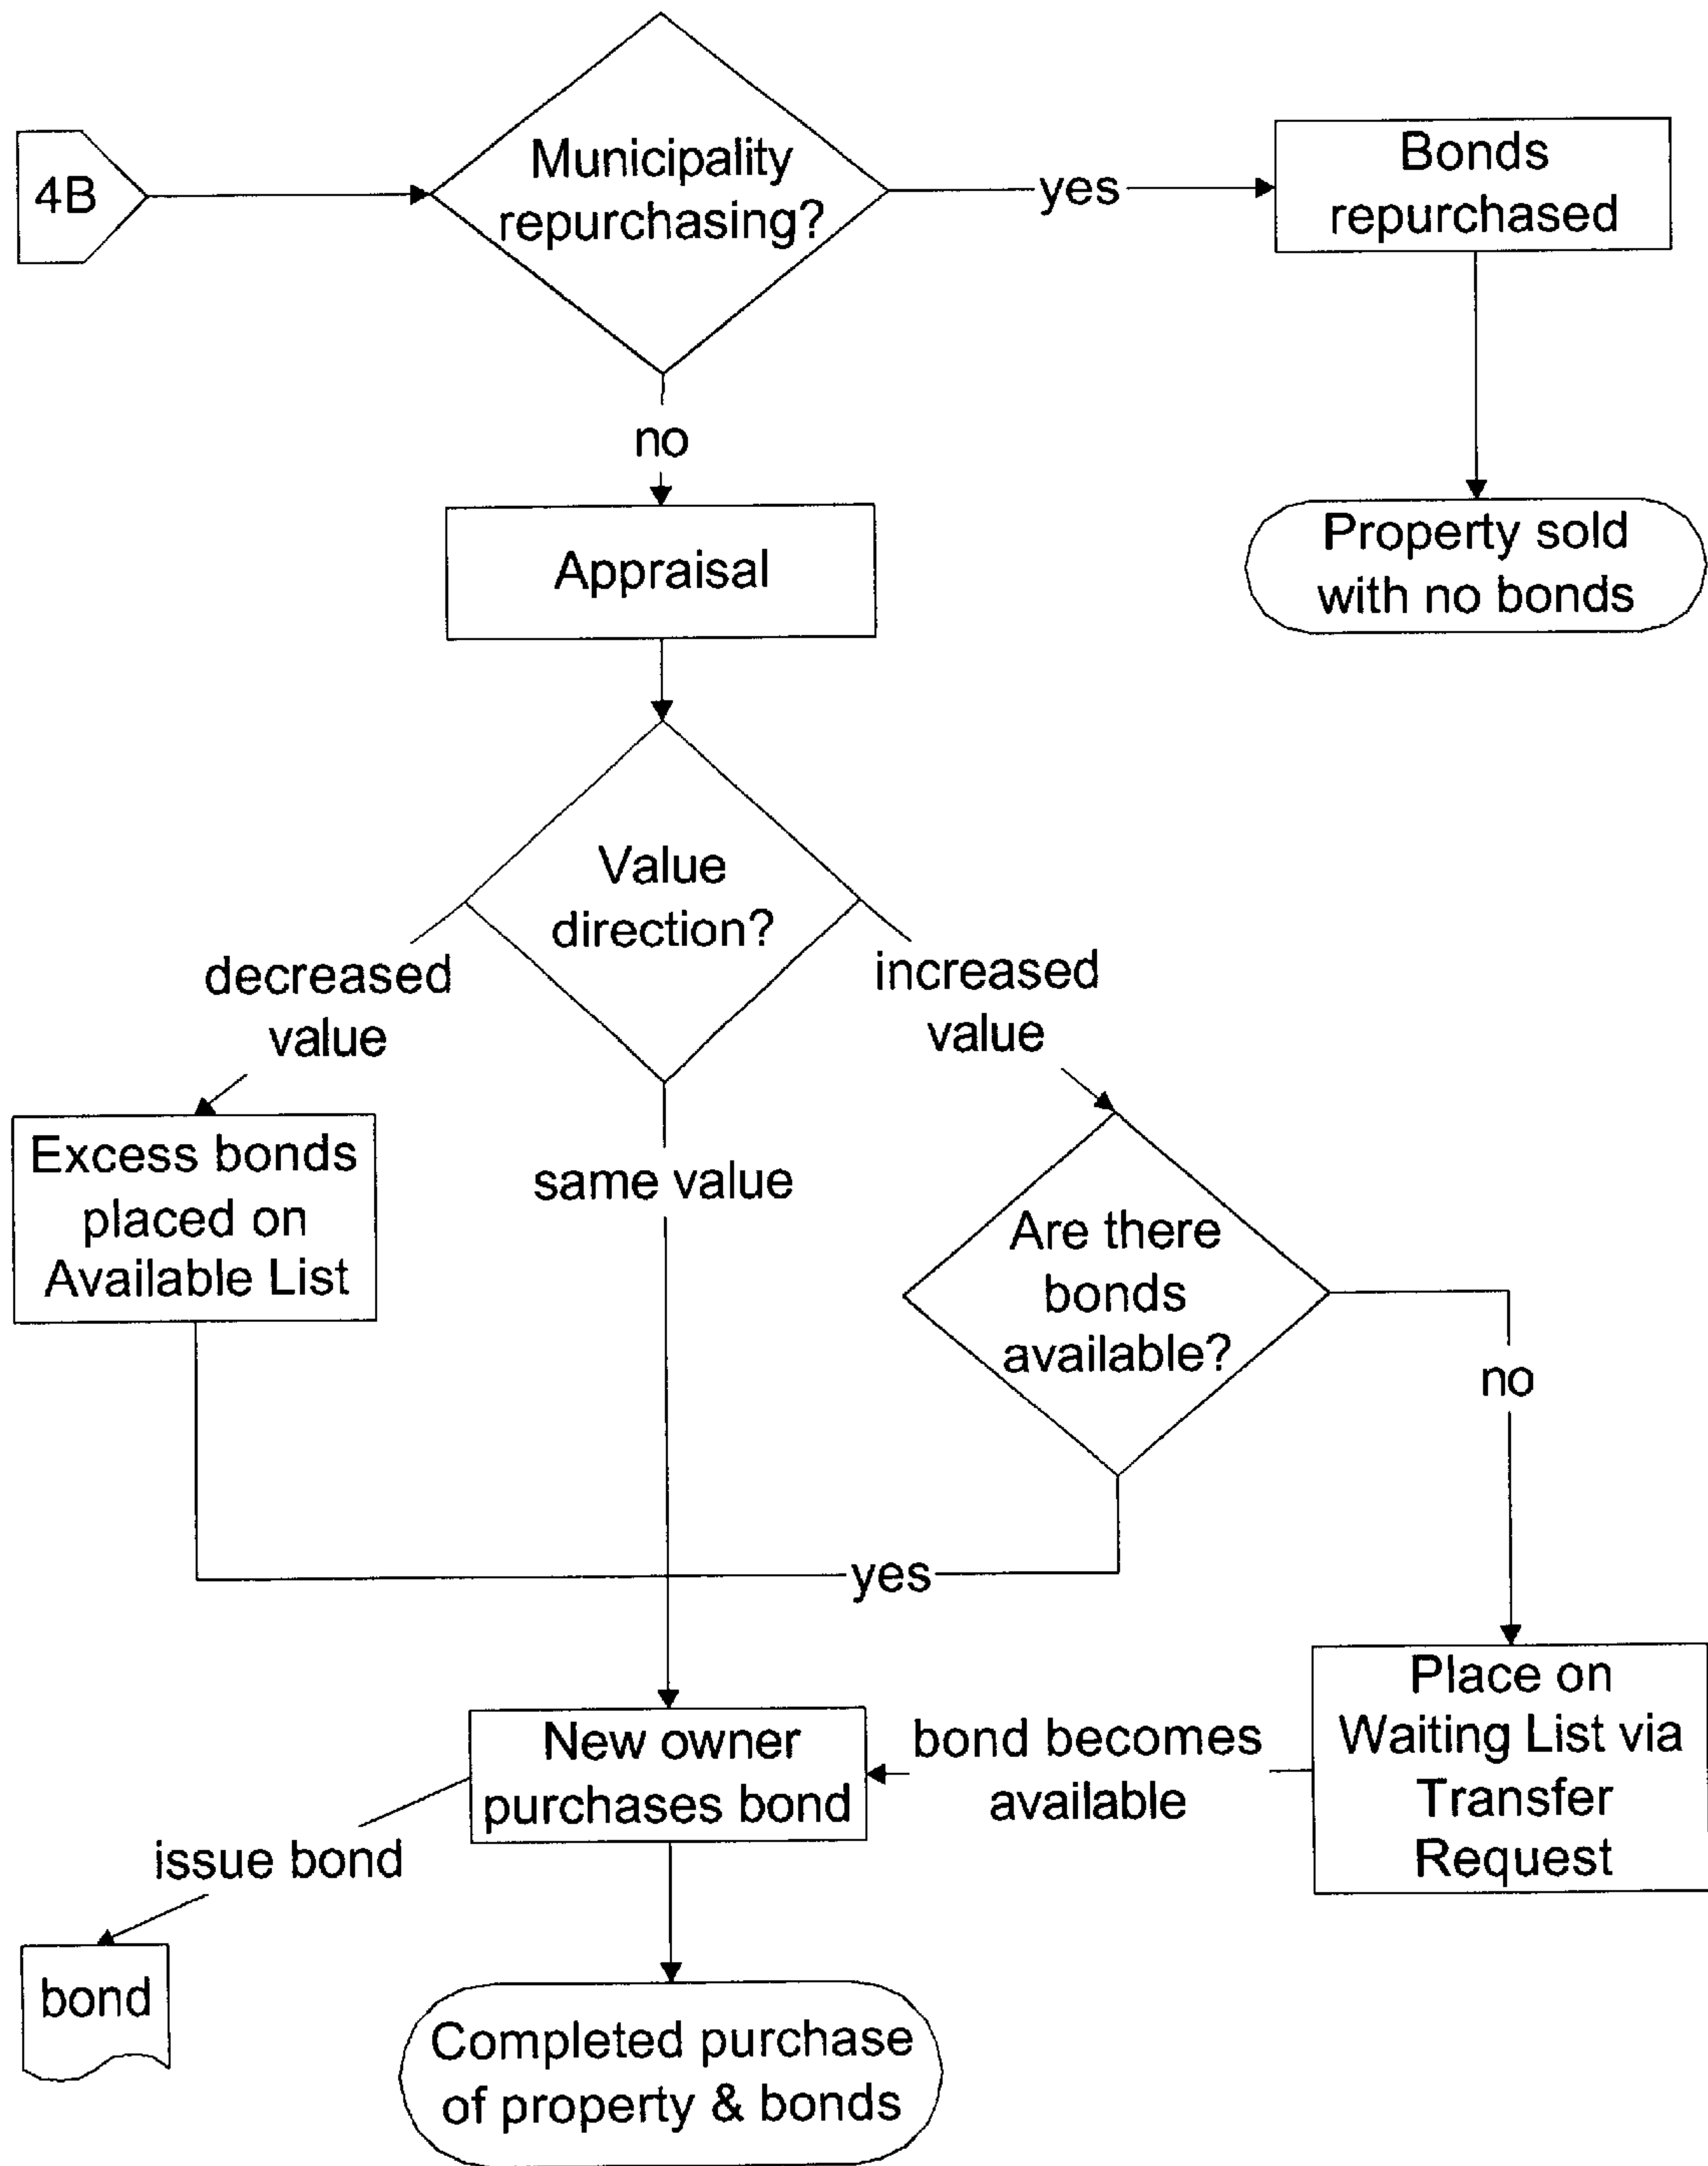 4B
Municipality
repurchasing?
yes
Bonds
repurchased
no
Appraisal
Property sold
with no bonds
Value
direction?
decreased
value
increased
value
Excess bonds
placed on
Available List
same value
Are there
bonds
available?
no
yes
New owner
purchases bond
bond becomes
available
Place on
Waiting List via
Transfer
Request
issue bond
bond
Completed purchase
of property & bonds